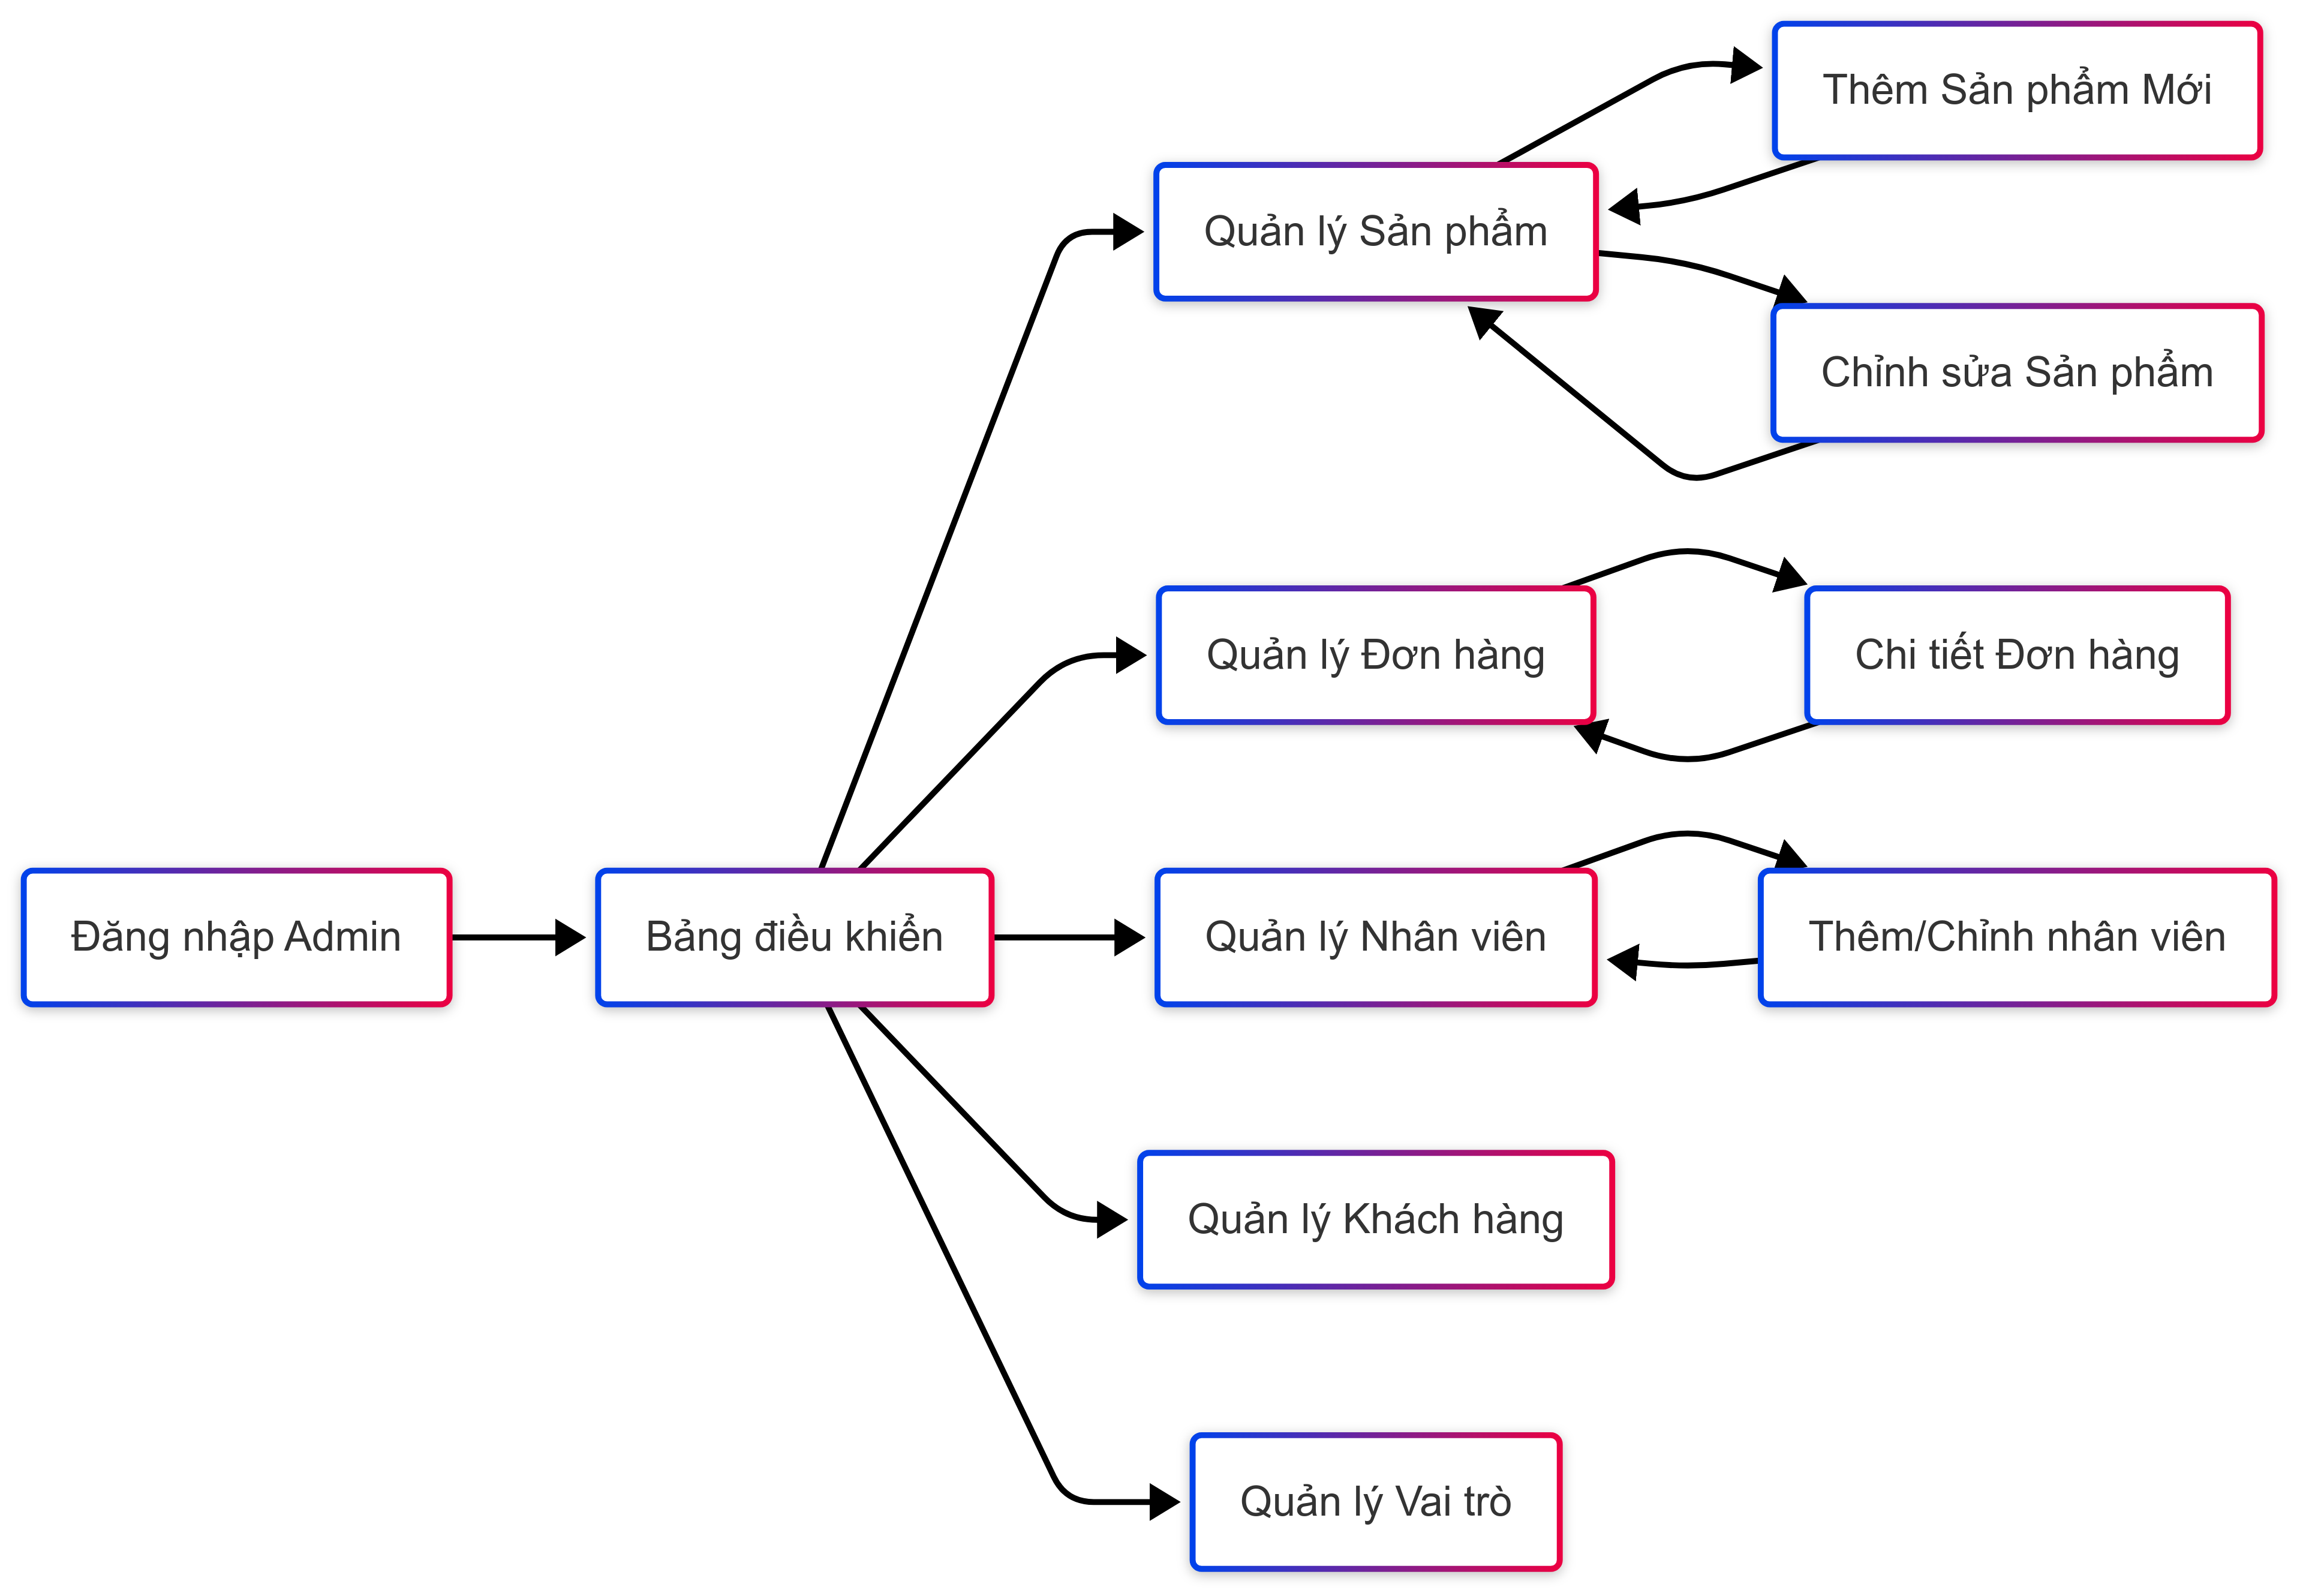 Thêm Sản phẩm Mới
Quản lý Sản phẩm
Chỉnh sửa Sản phẩm
Quản lý Đơn hàng
Chi tiết Đơn hàng
Đăng nhập Admin
Bảng điều khiển
Quản lý Nhân viên
Thêm/Chỉnh nhân viên
Quản lý Khách hàng
Quản lý Vai trò